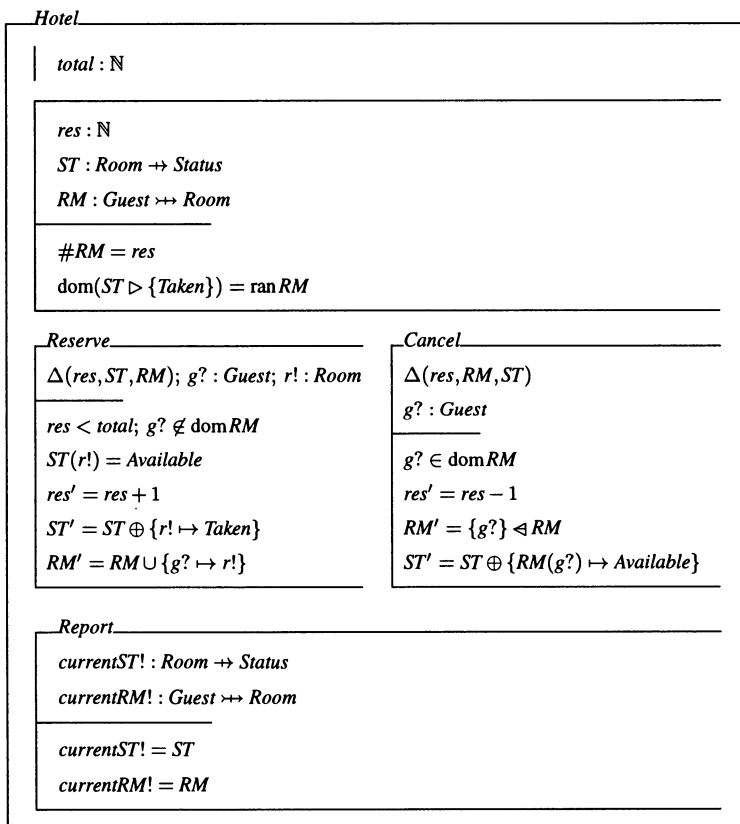 Hotel
total : ℕ
res : ℕ
ST : Room ⇸ Status
RM : Guest ⤔ Room
#RM = res
dom(ST ▷ {Taken}) = ran RM
Reserve
Δ(res,ST,RM); g? : Guest; r! : Room
res < total; g? ∉ dom RM
ST(r!) = Available
res′ = res + 1
ST′ = ST ⊕ {r! ↦ Taken}
RM′ = RM ∪ {g? ↦ r!}
Cancel
Δ(res,RM,ST)
g? : Guest
g? ∈ dom RM
res′ = res − 1
RM′ = {g?} ⩤ RM
ST′ = ST ⊕ {RM(g?) ↦ Available}
Report
currentST! : Room ⇸ Status
currentRM! : Guest ⤔ Room
currentST! = ST
currentRM! = RM